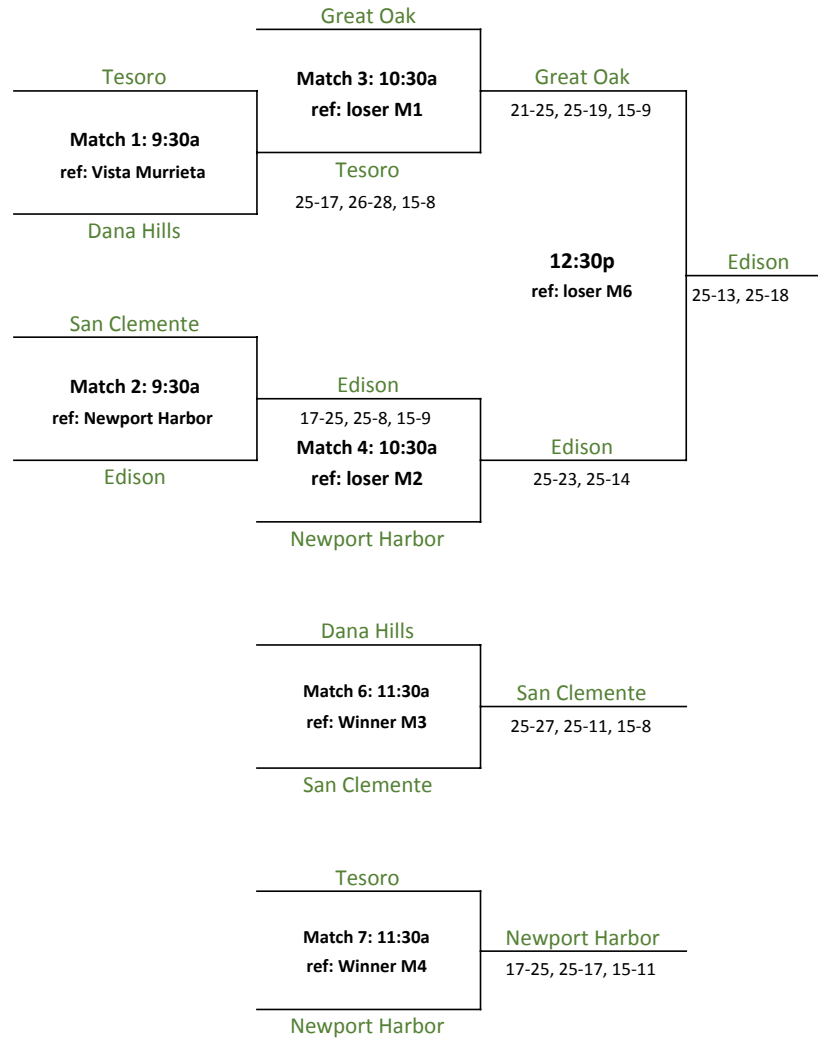 Great Oak
Tesoro
Match 3: 10:30a
Great Oak
ref: loser M1
21-25, 25-19, 15-9
Match 1: 9:30a
ref: Vista Murrieta
Tesoro
25-17, 26-28, 15-8
Dana Hills
12:30p
Edison
ref: loser M6
25-13, 25-18
San Clemente
Match 2: 9:30a
Edison
ref: Newport Harbor
17-25, 25-8, 15-9
Match 4: 10:30a
Edison
Edison
ref: loser M2
25-23, 25-14
Newport Harbor
Dana Hills
Match 6: 11:30a
San Clemente
ref: Winner M3
25-27, 25-11, 15-8
San Clemente
Tesoro
Match 7: 11:30a
Newport Harbor
ref: Winner M4
17-25, 25-17, 15-11
Newport Harbor